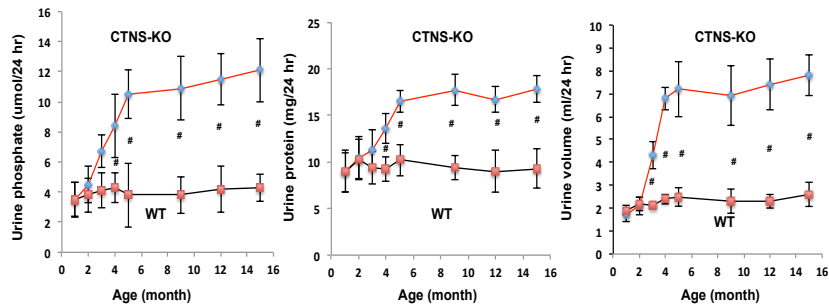 Urine phosphate (umol/24 hr)
16
14
12
10
8
6
4
2
0
CTNS-KO
#
#
#
#
#
WT
0 2 4 6 8 10 12 14 16
Age (month)
Urine protein (mg/24 hr)
25
20
15
10
5
0
CTNS-KO
#
#
#
#
#
WT
0 2 4 6 8 10 12 14 16
Age (month)
Urine volume (ml/24 hr)
10
9
8
7
6
5
4
3
2
1
0
CTNS-KO
#
#
#
#
#
#
WT
0 2 4 6 8 10 12 14 16
Age (month)